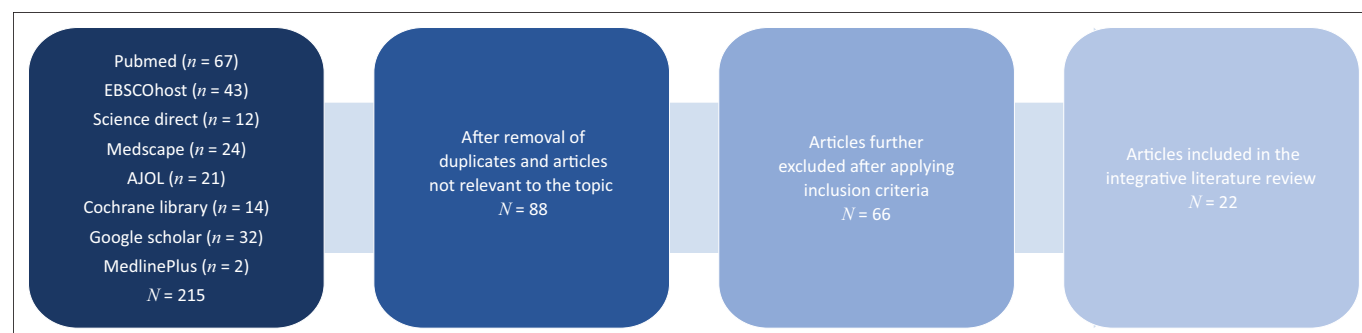 Pubmed (n = 67)
EBSCOhost (n = 43)
Science direct (n = 12)
Medscape (n = 24)
AJOL (n = 21)
Cochrane library (n = 14)
Google scholar (n = 32)
MedlinePlus (n = 2)
N = 215
After removal of
duplicates and articles
not relevant to the topic
N = 88
Articles further
excluded after applying
inclusion criteria
N = 66
Articles included in the
integrative literature review
N = 22